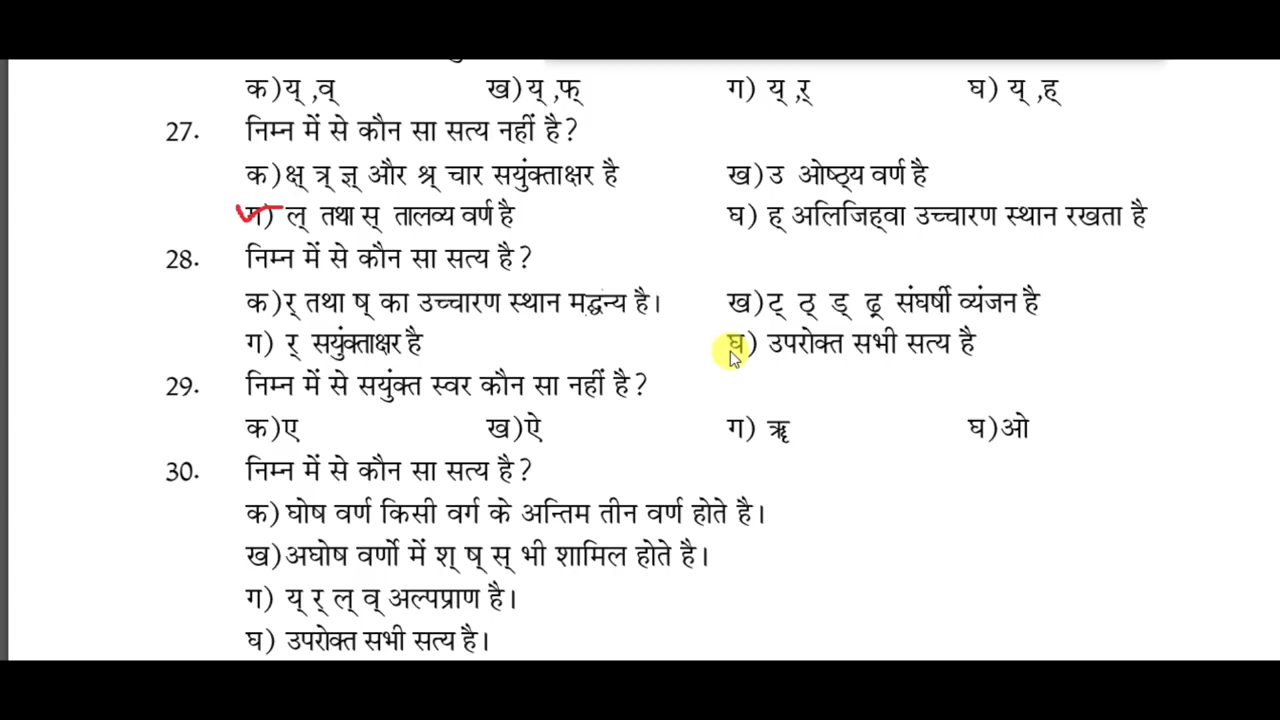 क) य् ,व् ख) य् ,फ् ग) य् ,र् घ) य् ,ह्
27. निम्न में से कौन सा सत्य नहीं है?
क) क्ष् त्र् ज्ञ् और श्र् चार सयुंक्ताक्षर है ख) उ ओष्ठ्य वर्ण है
ग) ल् तथा स् तालव्य वर्ण है घ) ह् अलिजिह्वा उच्चारण स्थान रखता है
28. निम्न में से कौन सा सत्य है?
क) र् तथा ष् का उच्चारण स्थान मद्धन्य है। ख) ट् ठ् ड् ढ् संघर्षी व्यंजन है
ग) र् सयुंक्ताक्षर है घ) उपरोक्त सभी सत्य है
29. निम्न में से सयुंक्त स्वर कौन सा नहीं है?
क) ए ख) ऐ ग) ॠ घ) ओ
30. निम्न में से कौन सा सत्य है?
क) घोष वर्ण किसी वर्ग के अन्तिम तीन वर्ण होते है।
ख) अघोष वर्णो में श् ष् स् भी शामिल होते है।
ग) य् र् ल् व् अल्पप्राण है।
घ) उपरोक्त सभी सत्य है।